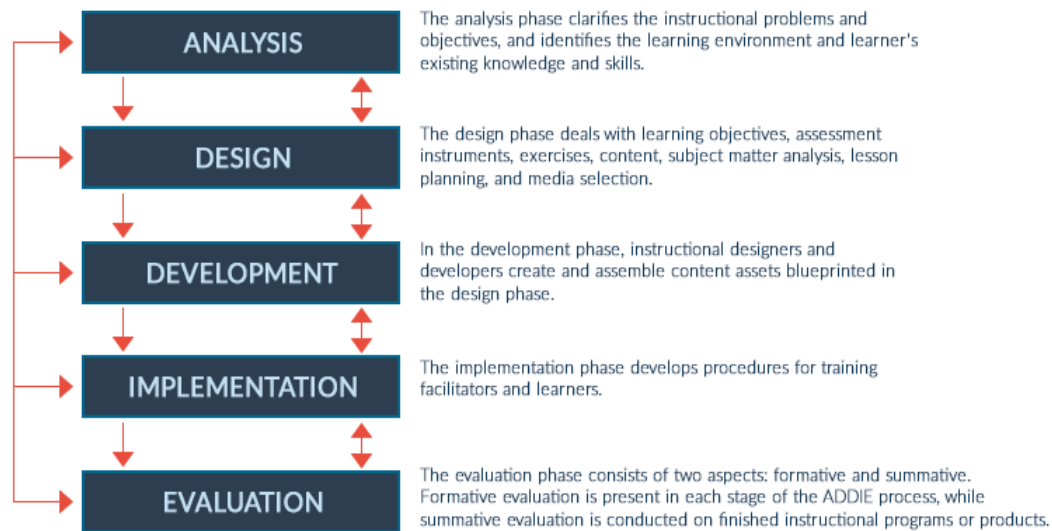 ANALYSIS
The analysis phase clarifies the instructional problems and
objectives, and identifies the learning environment and learner's
existing knowledge and skills.
DESIGN
The design phase deals with learning objectives, assessment
instruments, exercises, content, subject matter analysis, lesson
planning, and media selection.
DEVELOPMENT
In the development phase, instructional designers and
developers create and assemble content assets blueprinted in
the design phase.
IMPLEMENTATION
The implementation phase develops procedures for training
facilitators and learners.
EVALUATION
The evaluation phase consists of two aspects: formative and summative.
Formative evaluation is present in each stage of the ADDIE process, while
summative evaluation is conducted on finished instructional programs or products.